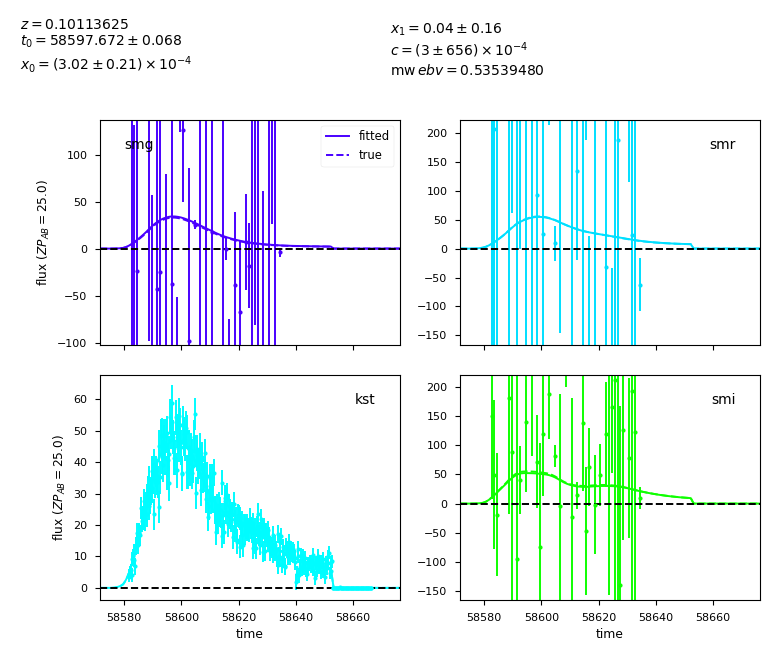 z = 0.10113625
t₀ = 58597.672 ± 0.068
x₀ = (3.02 ± 0.21) × 10⁻⁴
x₁ = 0.04 ± 0.16
c = (3 ± 656) × 10⁻⁴
mw ebv = 0.53539480
smg
fitted
true
100
50
0
−50
−100
flux (ZP_AB = 25.0)
smr
200
150
100
50
0
−50
−100
−150
kst
60
50
40
30
20
10
0
flux (ZP_AB = 25.0)
58580 58600 58620 58640 58660
time
smi
200
150
100
50
0
−50
−100
−150
58580 58600 58620 58640 58660
time